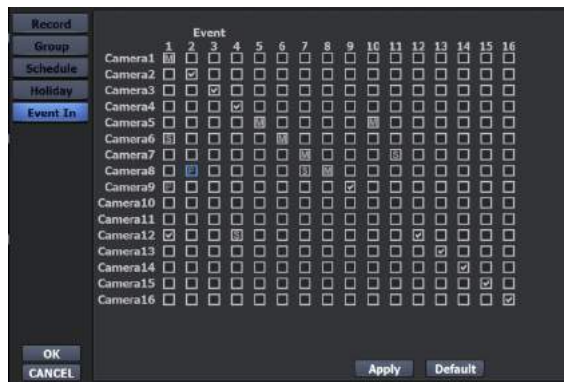 Record
Group
Schedule
Holiday
Event In
OK
CANCEL
Event
1 2 3 4 5 6 7 8 9 10 11 12 13 14 15 16
Camera1 M
Camera2
Camera3
Camera4
Camera5 M M
Camera6 S M
Camera7 M S
Camera8 P S M
Camera9 P
Camera10
Camera11
Camera12 S
Camera13
Camera14
Camera15
Camera16
Apply Default